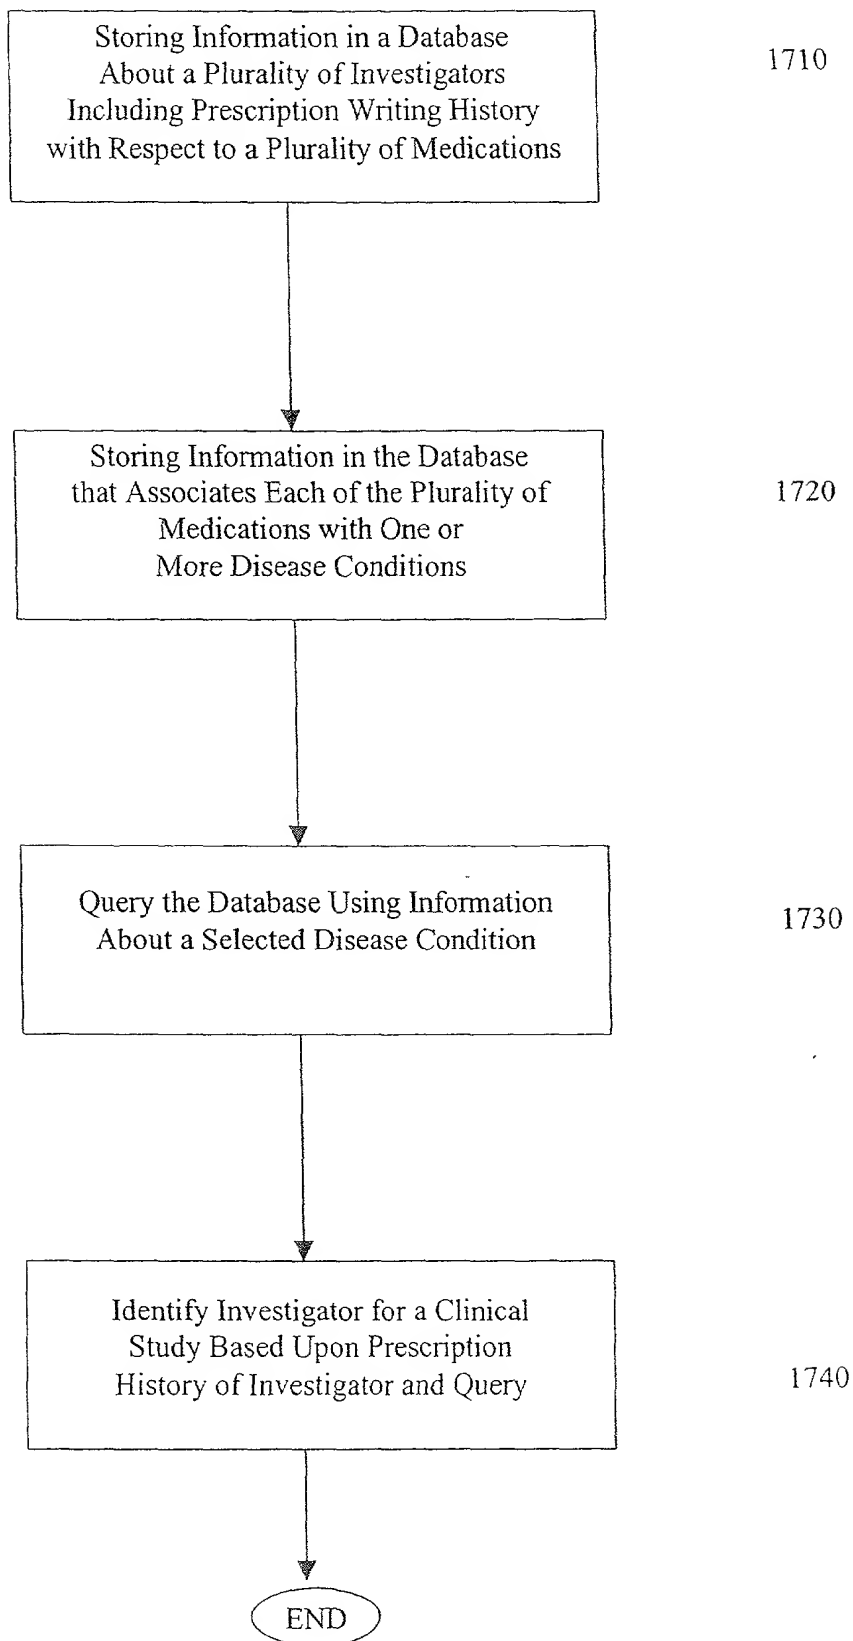 Storing Information in a Database
About a Plurality of Investigators
Including Prescription Writing History
with Respect to a Plurality of Medications
1710
Storing Information in the Database
that Associates Each of the Plurality of
Medications with One or
More Disease Conditions
1720
Query the Database Using Information
About a Selected Disease Condition
1730
Identify Investigator for a Clinical
Study Based Upon Prescription
History of Investigator and Query
1740
END